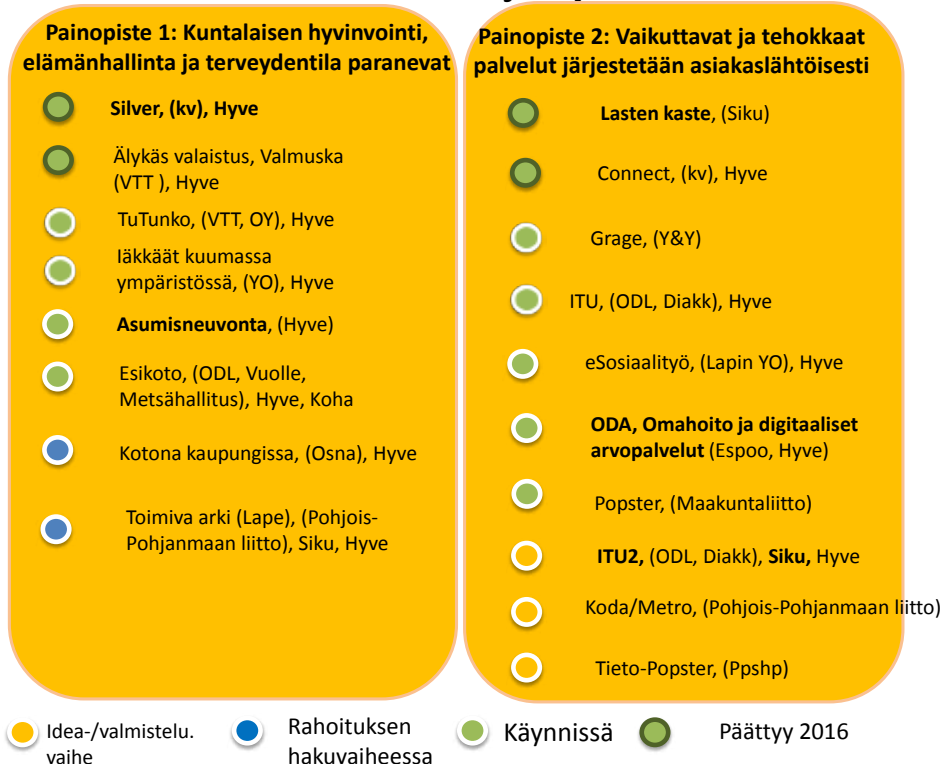 Painopiste 1: Kuntalaisen hyvinvointi,
elämänhallinta ja terveydentila paranevat
Silver, (kv), Hyve
Älykäs valaistus, Valmuska
(VTT ), Hyve
TuTunko, (VTT, OY), Hyve
Iäkkäät kuumassa
ympäristössä, (YO), Hyve
Asumisneuvonta, (Hyve)
Esikoto, (ODL, Vuolle,
Metsähallitus), Hyve, Koha
Kotona kaupungissa, (Osna), Hyve
Toimiva arki (Lape), (Pohjois-
Pohjanmaan liitto), Siku, Hyve
Painopiste 2: Vaikuttavat ja tehokkaat
palvelut järjestetään asiakaslähtöisesti
Lasten kaste, (Siku)
Connect, (kv), Hyve
Grage, (Y&Y)
ITU, (ODL, Diakk), Hyve
eSosiaalityö, (Lapin YO), Hyve
ODA, Omahoito ja digitaaliset
arvopalvelut (Espoo, Hyve)
Popster, (Maakuntaliitto)
ITU2, (ODL, Diakk), Siku, Hyve
Koda/Metro, (Pohjois-Pohjanmaan liitto)
Tieto-Popster, (Ppshp)
Idea-/valmistelu.
vaihe
Rahoituksen
hakuvaiheessa
Käynnissä
Päättyy 2016